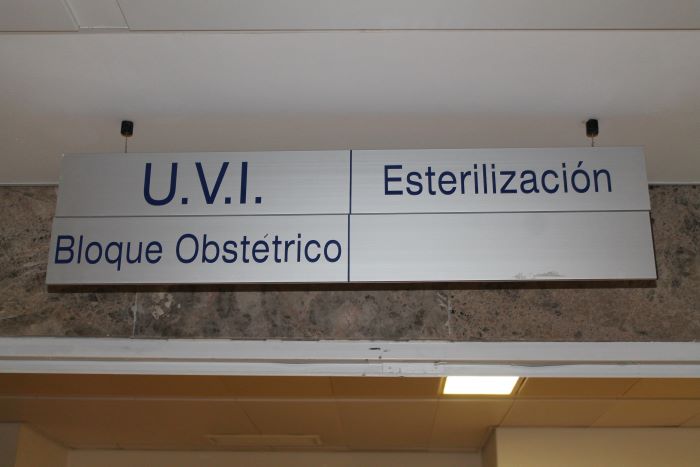 U.V.I.
Esterilización
Bloque Obstétrico